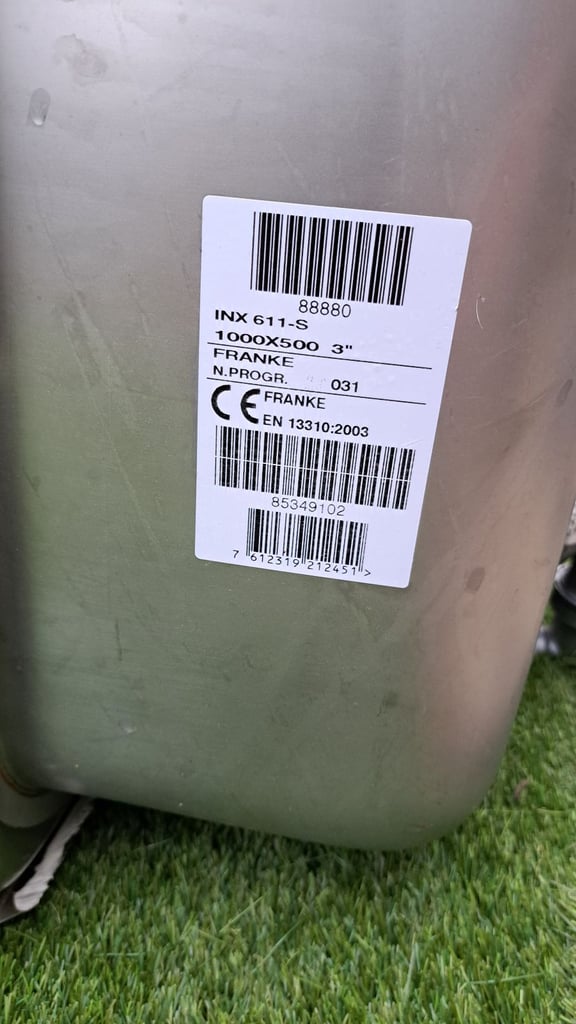 88880
INX 611-S
1000X500 3"
FRANKE
N.PROGR. 031
CE FRANKE
EN 13310:2003
85349102
7 612319 212451 >